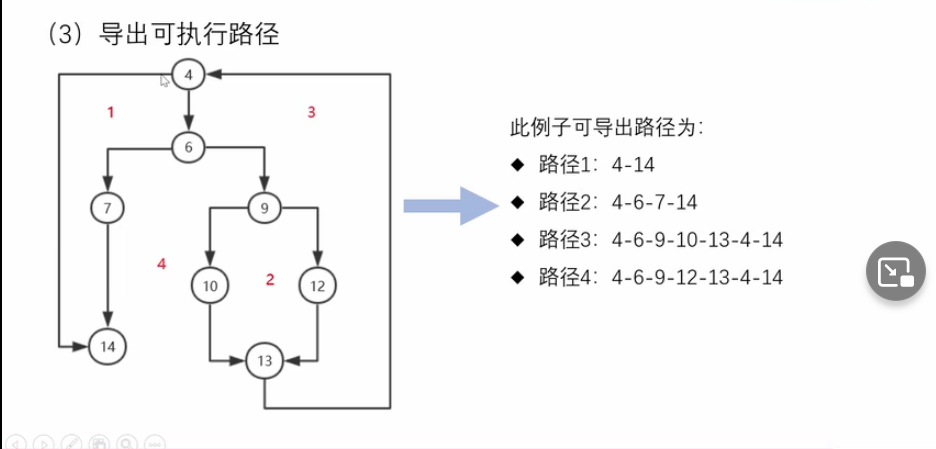 （3）导出可执行路径
4
1
3
6
7
9
4
10
2
12
14
13
此例子可导出路径为：
◆ 路径1：4-14
◆ 路径2：4-6-7-14
◆ 路径3：4-6-9-10-13-4-14
◆ 路径4：4-6-9-12-13-4-14